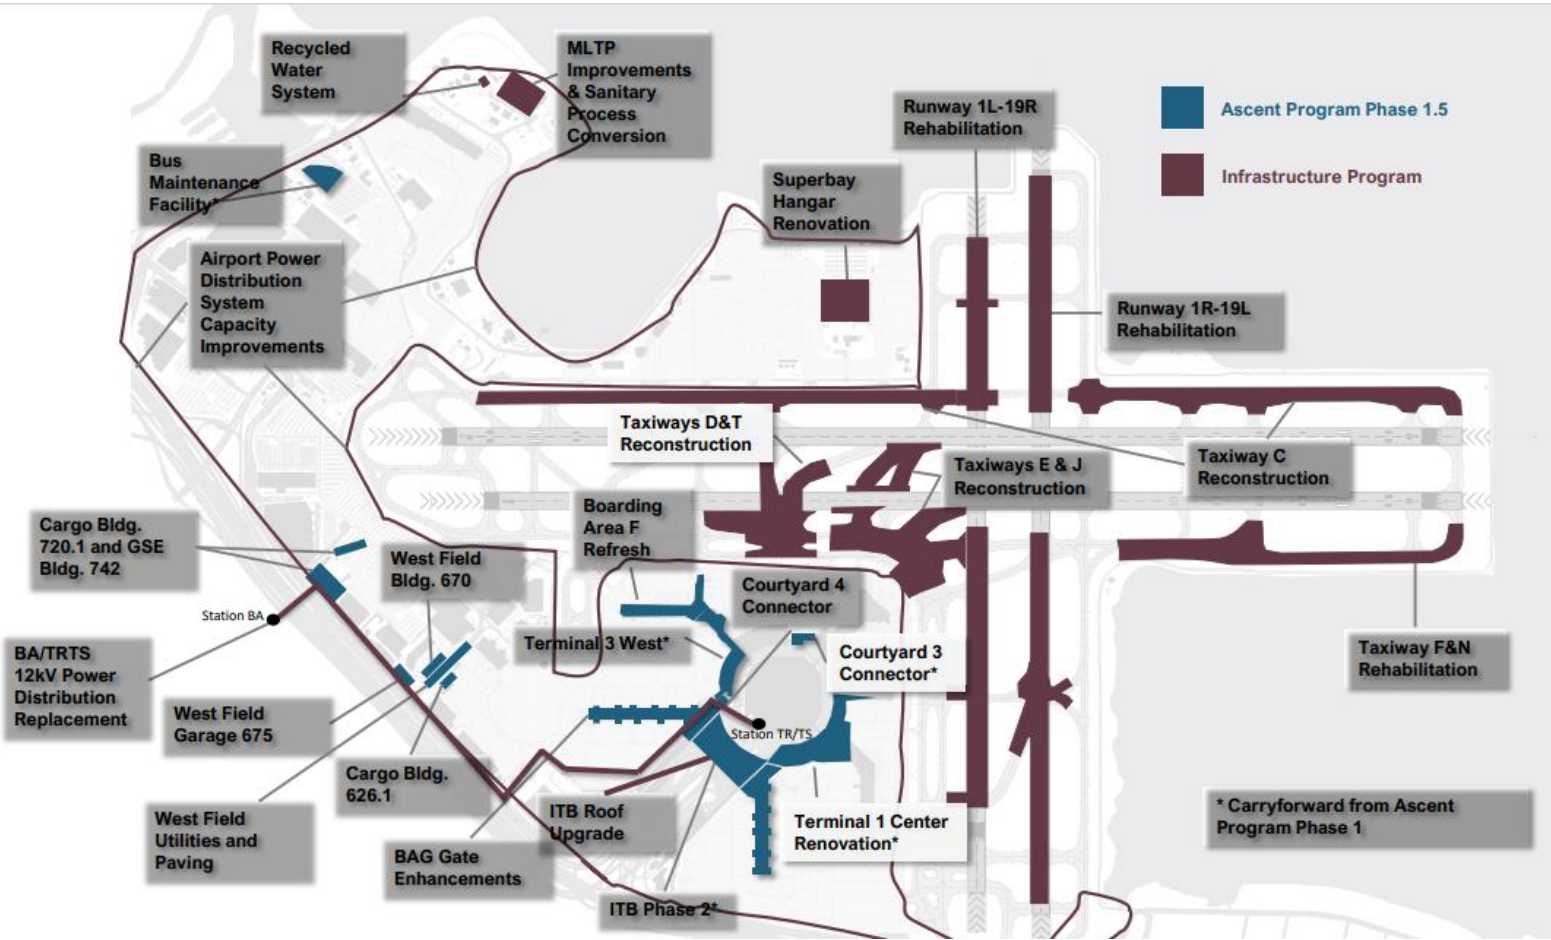 Recycled
Water
System
MLTP
Improvements
& Sanitary
Process
Conversion
Runway 1L-19R
Rehabilitation
Ascent Program Phase 1.5
Infrastructure Program
Bus
Maintenance
Facility*
Superbay
Hangar
Renovation
Airport Power
Distribution
System
Capacity
Improvements
Runway 1R-19L
Rehabilitation
Taxiways D&T
Reconstruction
Taxiways E & J
Reconstruction
Taxiway C
Reconstruction
Boarding
Area F
Refresh
Cargo Bldg.
720.1 and GSE
Bldg. 742
West Field
Bldg. 670
Courtyard 4
Connector
Station BA
Terminal 3 West*
Courtyard 3
Connector*
Taxiway F&N
Rehabilitation
BA/TRTS
12kV Power
Distribution
Replacement
West Field
Garage 675
Station TR/TS
Cargo Bldg.
626.1
ITB Roof
Upgrade
Terminal 1 Center
Renovation*
* Carryforward from Ascent
Program Phase 1
West Field
Utilities and
Paving
BAG Gate
Enhancements
ITB Phase 2*